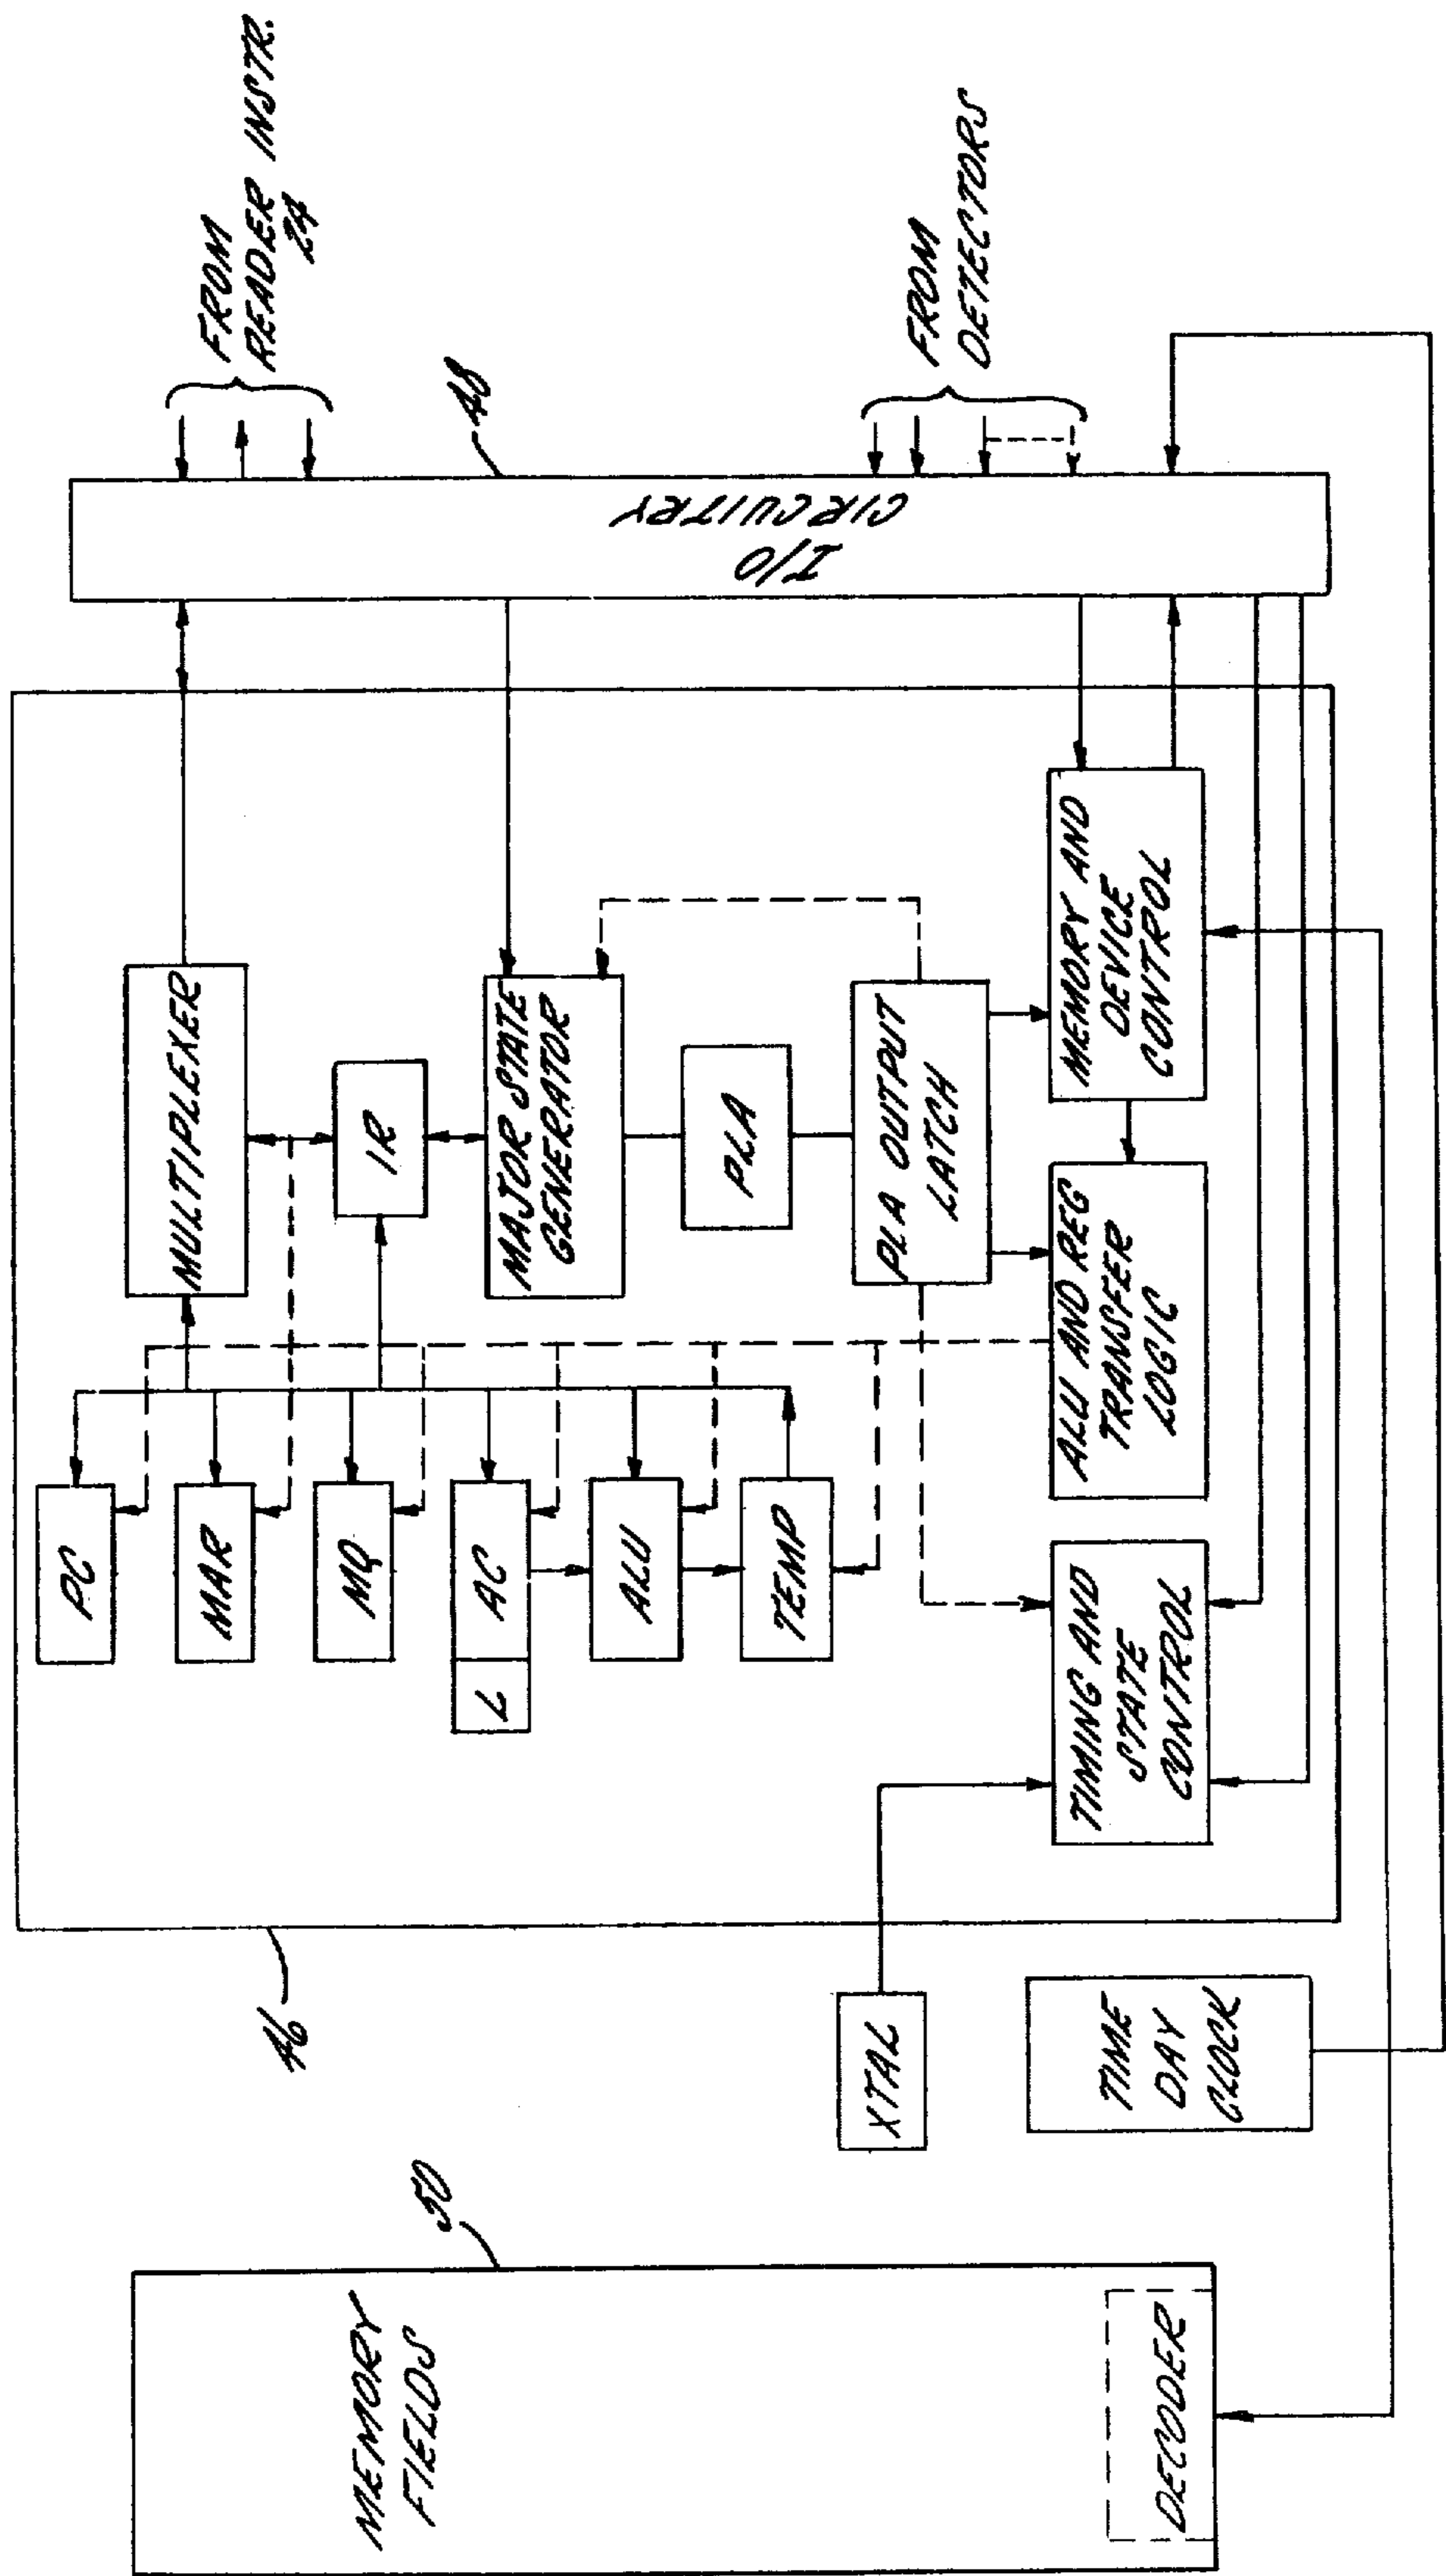 MEMORY
FIELDS
50
DECODER
46
XTAL
TIME
DAY
CLOCK
PC
MAR
MQ
L
AC
ALU
TEMP
MULTIPLEXER
IR
MAJOR STATE
GENERATOR
PLA
PLA OUTPUT
LATCH
TIMING AND
STATE
CONTROL
ALU AND REG
TRANSFER
LOGIC
MEMORY AND
DEVICE
CONTROL
I/O
CIRCUITRY
48
FROM
READER INSTR.
24
FROM
DETECTORS